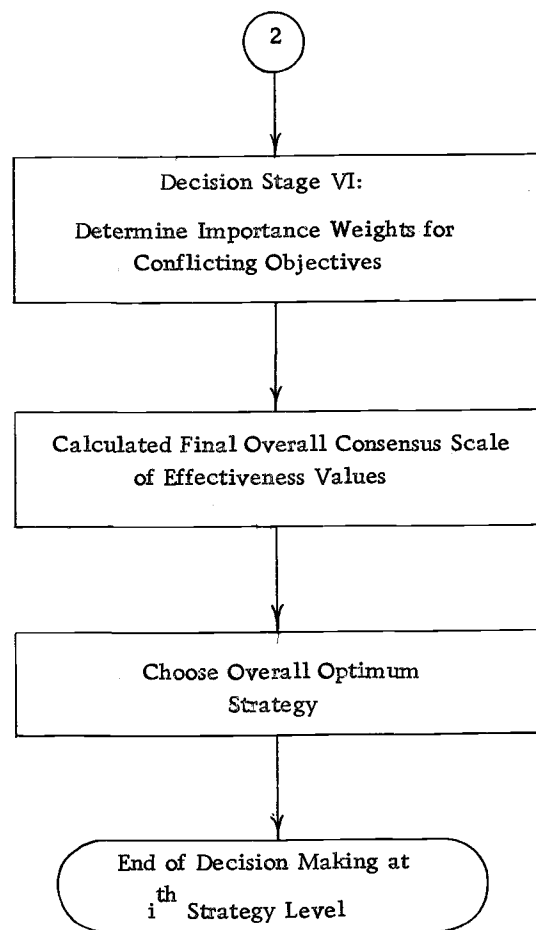 2
Decision Stage VI:
Determine Importance Weights for
Conflicting Objectives
Calculated Final Overall Consensus Scale
of Effectiveness Values
Choose Overall Optimum
Strategy
End of Decision Making at
i th Strategy Level